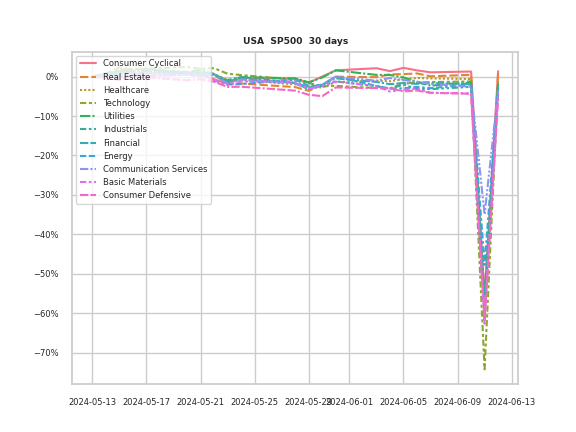 USA SP500 30 days
Consumer Cyclical
Real Estate
Healthcare
Technology
Utilities
Industrials
Financial
Energy
Communication Services
Basic Materials
Consumer Defensive
0%
−10%
−20%
−30%
−40%
−50%
−60%
−70%
2024-05-13 2024-05-17 2024-05-21 2024-05-25 2024-05-29 2024-06-01 2024-06-05 2024-06-09 2024-06-13